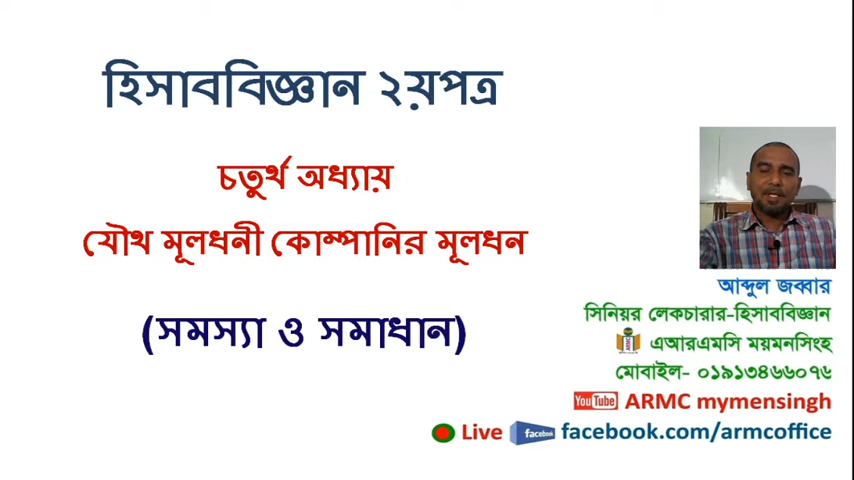 হিসাববিজ্ঞান ২য়পত্র
চতুর্থ অধ্যায়
যৌথ মূলধনী কোম্পানির মূলধন
(সমস্যা ও সমাধান)
আব্দুল জব্বার
সিনিয়র লেকচারার-হিসাববিজ্ঞান
এআরএমসি ময়মনসিংহ
মোবাইল- ০১৯১৩৪৬৬০৭৬
YouTube ARMC mymensingh
Live facebook facebook.com/armcoffice